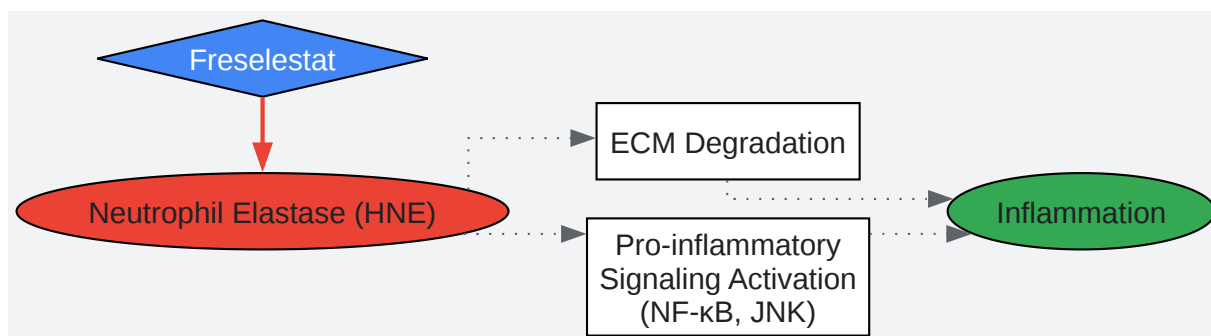 Freselestat
Neutrophil Elastase (HNE)
ECM Degradation
Pro-inflammatory
Signaling Activation
(NF-κB, JNK)
Inflammation